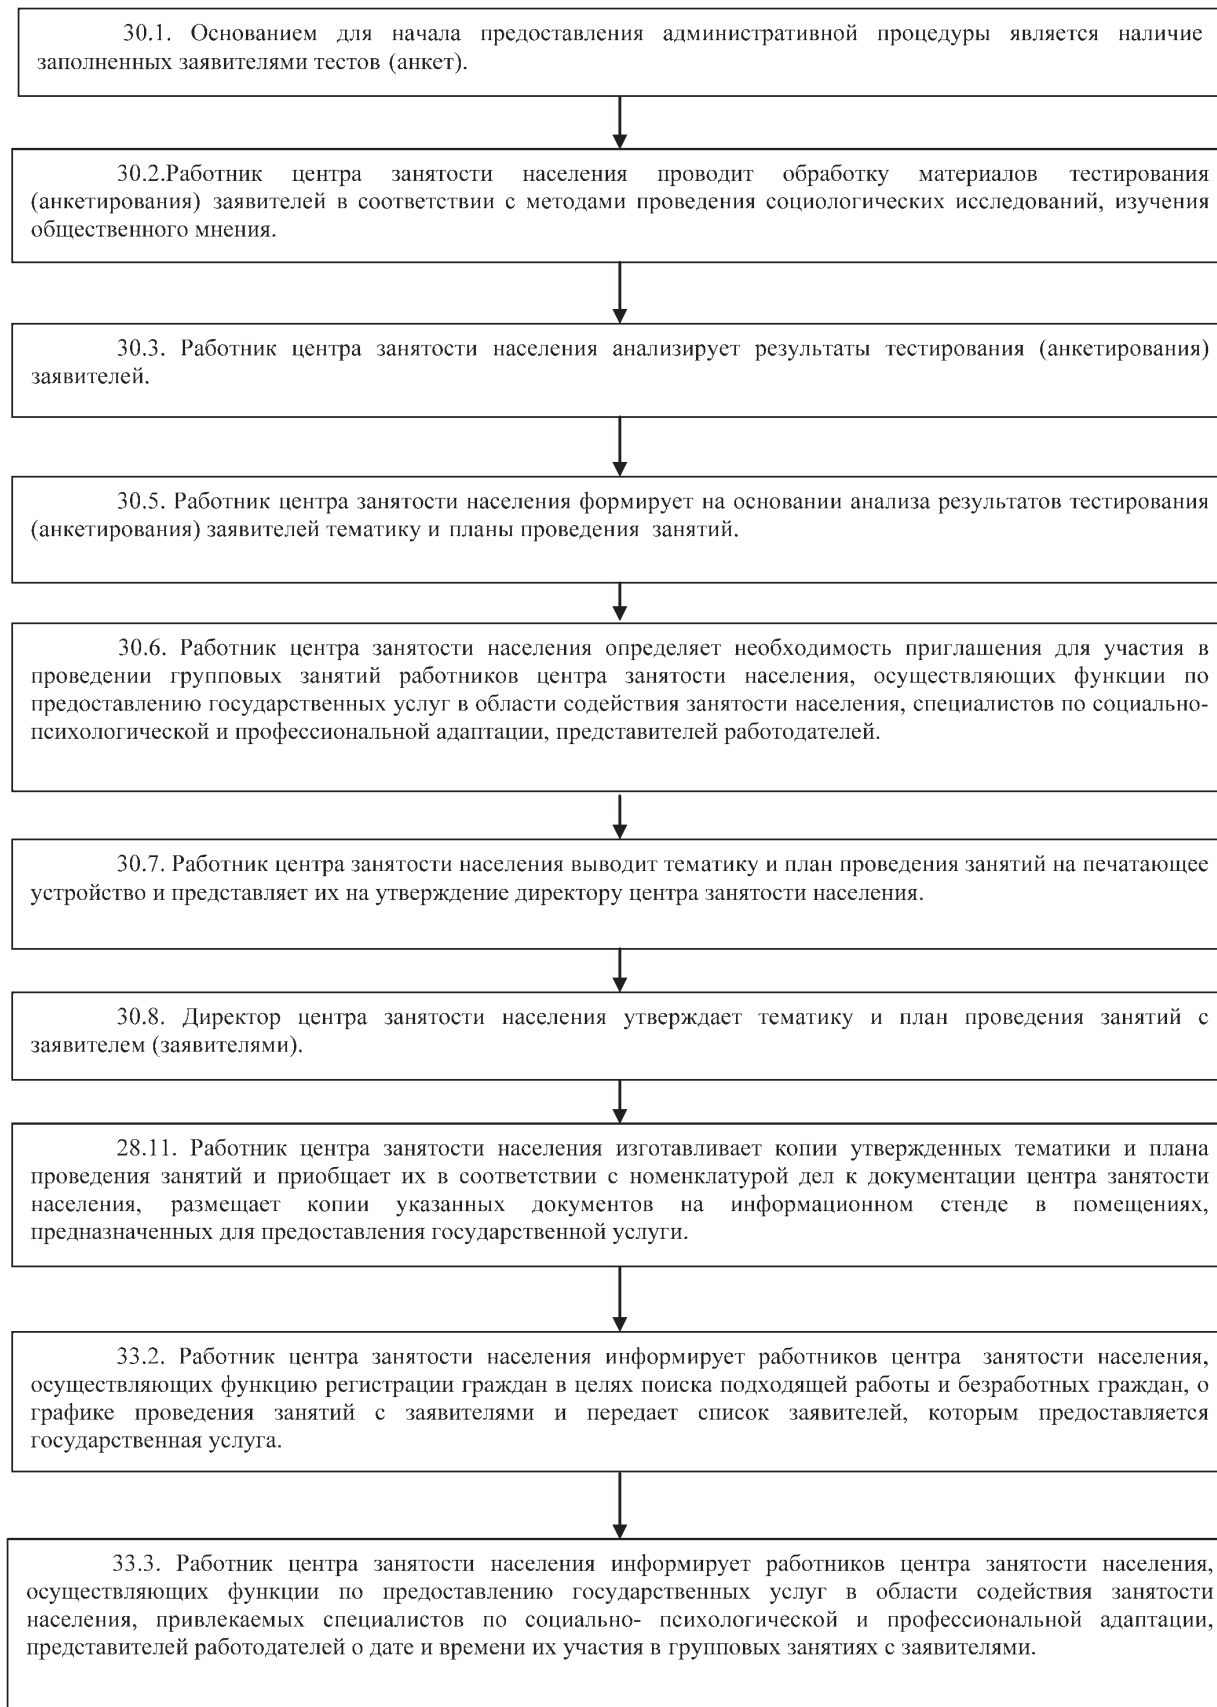 30.1. Основанием для начала предоставления административной процедуры является наличие
заполненных заявителями тестов (анкет).
30.2.Работник центра занятости населения проводит обработку материалов тестирования
(анкетирования) заявителей в соответствии с методами проведения социологических исследований, изучения
общественного мнения.
30.3. Работник центра занятости населения анализирует результаты тестирования (анкетирования)
заявителей.
30.5. Работник центра занятости населения формирует на основании анализа результатов тестирования
(анкетирования) заявителей тематику и планы проведения занятий.
30.6. Работник центра занятости населения определяет необходимость приглашения для участия в
проведении групповых занятий работников центра занятости населения, осуществляющих функции по
предоставлению государственных услуг в области содействия занятости населения, специалистов по социально-
психологической и профессиональной адаптации, представителей работодателей.
30.7. Работник центра занятости населения выводит тематику и план проведения занятий на печатающее
устройство и представляет их на утверждение директору центра занятости населения.
30.8. Директор центра занятости населения утверждает тематику и план проведения занятий с
заявителем (заявителями).
28.11. Работник центра занятости населения изготавливает копии утвержденных тематики и плана
проведения занятий и приобщает их в соответствии с номенклатурой дел к документации центра занятости
населения, размещает копии указанных документов на информационном стенде в помещениях,
предназначенных для предоставления государственной услуги.
33.2. Работник центра занятости населения информирует работников центра занятости населения,
осуществляющих функцию регистрации граждан в целях поиска подходящей работы и безработных граждан, о
графике проведения занятий с заявителями и передает список заявителей, которым предоставляется
государственная услуга.
33.3. Работник центра занятости населения информирует работников центра занятости населения,
осуществляющих функции по предоставлению государственных услуг в области содействия занятости
населения, привлекаемых специалистов по социально- психологической и профессиональной адаптации,
представителей работодателей о дате и времени их участия в групповых занятиях с заявителями.